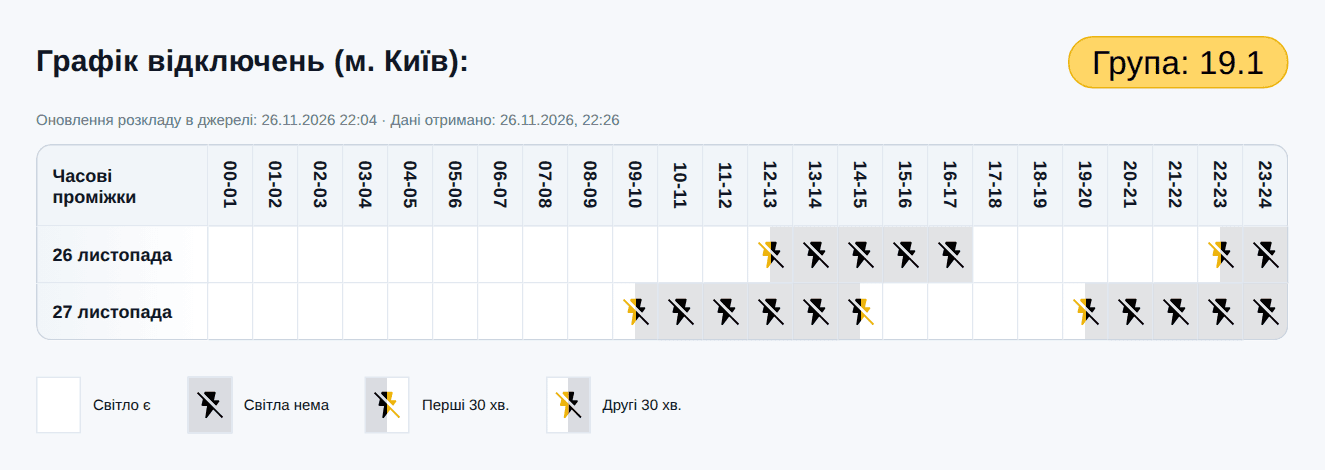 Графік відключень (м. Київ):
Група: 19.1
Оновлення розкладу в джерелі: 26.11.2026 22:04 · Дані отримано: 26.11.2026, 22:26
Часові
проміжки
00-01
01-02
02-03
03-04
04-05
05-06
06-07
07-08
08-09
09-10
10-11
11-12
12-13
13-14
14-15
15-16
16-17
17-18
18-19
19-20
20-21
21-22
22-23
23-24
26 листопада
27 листопада
Світло є
Світла нема
Перші 30 хв.
Другі 30 хв.